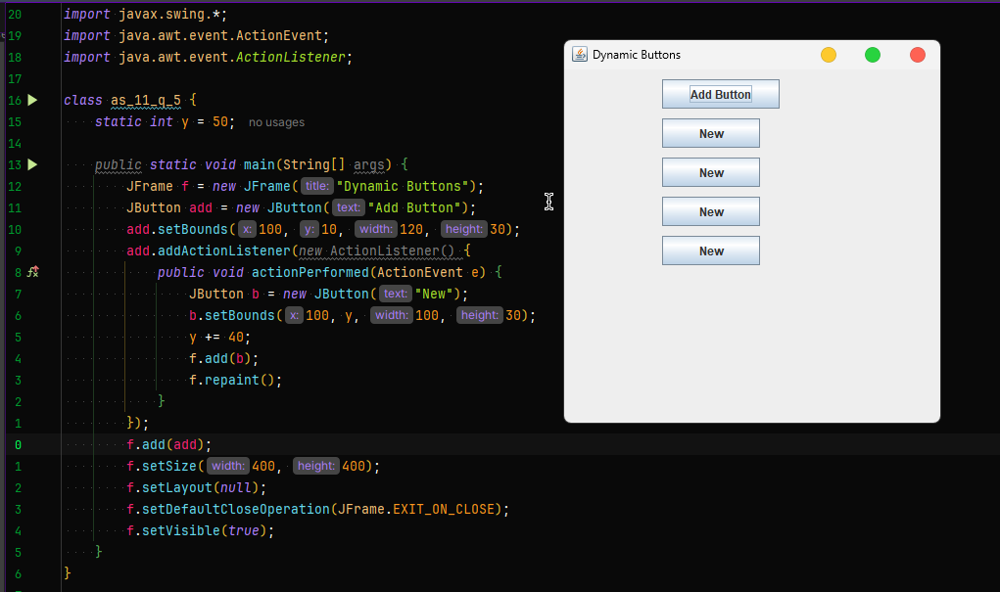 20 import javax.swing.*;
19 import java.awt.event.ActionEvent;
18 import java.awt.event.ActionListener;
17
16 class as_11_q_5 {
15 static int y = 50; no usages
14
13 public static void main(String[] args) {
12 JFrame f = new JFrame( title: "Dynamic Buttons");
11 JButton add = new JButton( text: "Add Button");
10 add.setBounds( x: 100, y: 10, width: 120, height: 30);
9 add.addActionListener(new ActionListener() {
8 public void actionPerformed(ActionEvent e) {
7 JButton b = new JButton( text: "New");
6 b.setBounds( x: 100, y, width: 100, height: 30);
5 y += 40;
4 f.add(b);
3 f.repaint();
2 }
1 });
0 f.add(add);
1 f.setSize( width: 400, height: 400);
2 f.setLayout(null);
3 f.setDefaultCloseOperation(JFrame.EXIT_ON_CLOSE);
4 f.setVisible(true);
5 }
6 }
Dynamic Buttons
Add Button
New
New
New
New